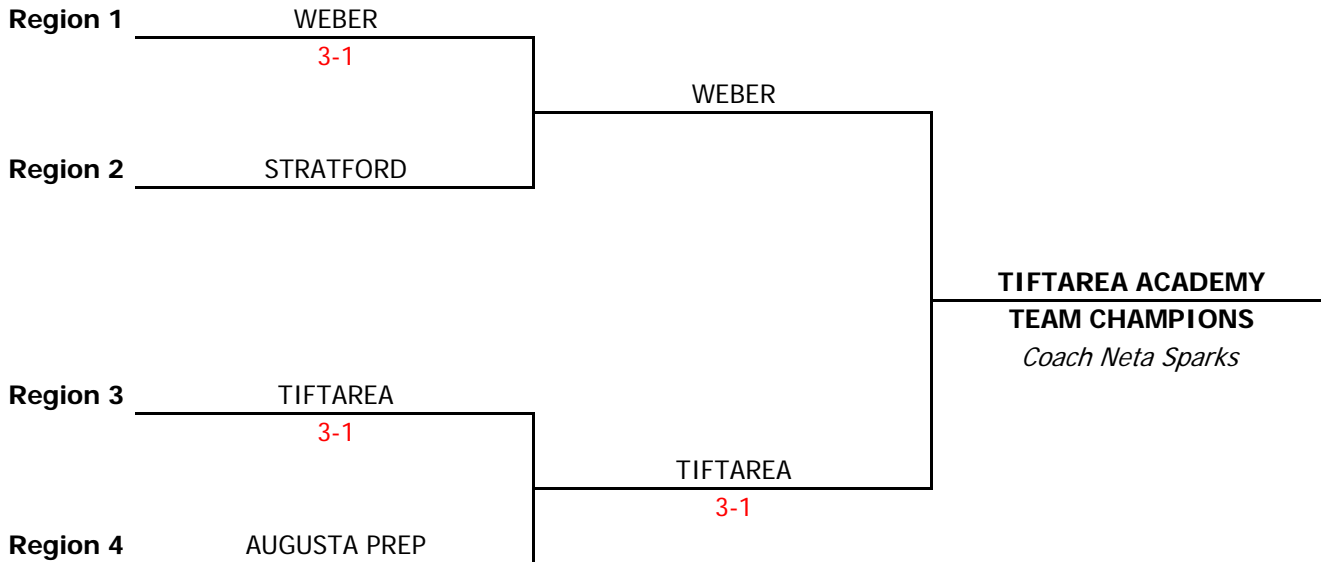 Region 1 WEBER
3-1
WEBER
Region 2 STRATFORD
TIFTAREA ACADEMY
TEAM CHAMPIONS
Coach Neta Sparks
Region 3 TIFTAREA
3-1
TIFTAREA
3-1
Region 4 AUGUSTA PREP